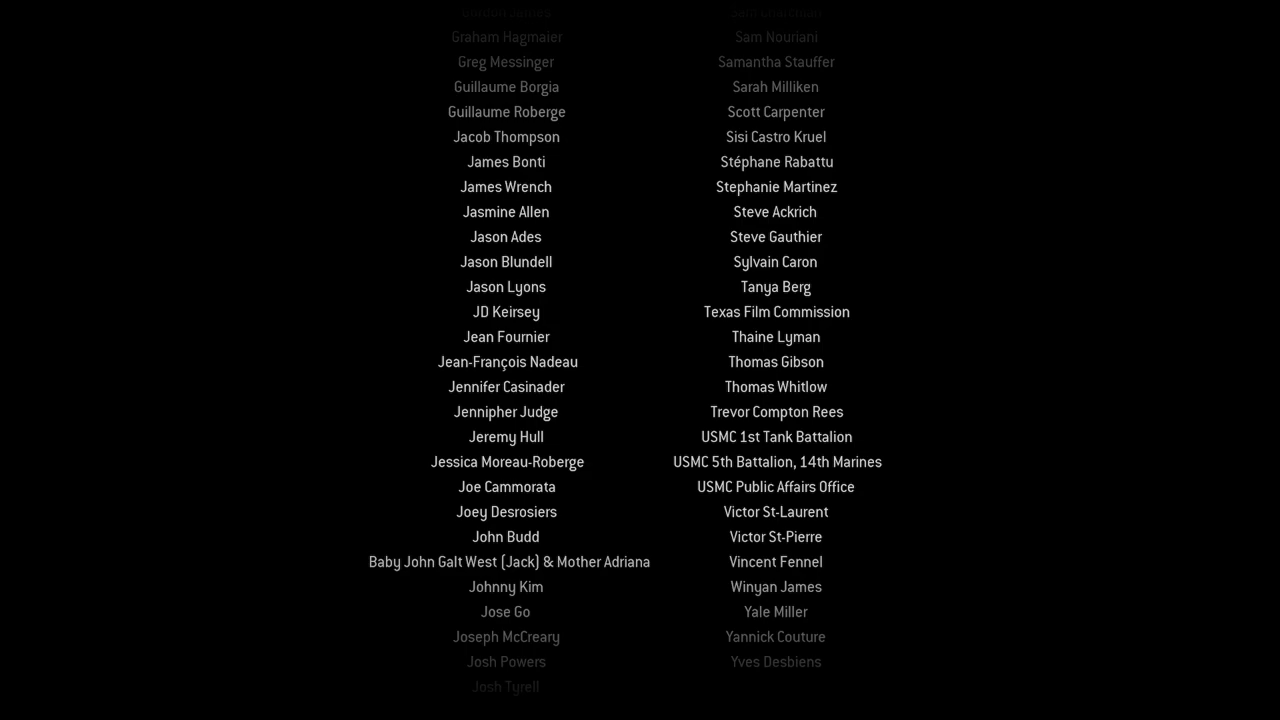 Gordon James
Graham Hagmaier
Greg Messinger
Guillaume Borgia
Guillaume Roberge
Jacob Thompson
James Bonti
James Wrench
Jasmine Allen
Jason Ades
Jason Blundell
Jason Lyons
JD Keirsey
Jean Fournier
Jean-François Nadeau
Jennifer Casinader
Jennipher Judge
Jeremy Hull
Jessica Moreau-Roberge
Joe Cammorata
Joey Desrosiers
John Budd
Baby John Galt West (Jack) & Mother Adriana
Johnny Kim
Jose Go
Joseph McCreary
Josh Powers
Josh Tyrell
Sam
Sam Nouriani
Samantha Stauffer
Sarah Milliken
Scott Carpenter
Sisi Castro Kruel
Stéphane Rabattu
Stephanie Martinez
Steve Ackrich
Steve Gauthier
Sylvain Caron
Tanya Berg
Texas Film Commission
Thaine Lyman
Thomas Gibson
Thomas Whitlow
Trevor Compton Rees
USMC 1st Tank Battalion
USMC 5th Battalion, 14th Marines
USMC Public Affairs Office
Victor St-Laurent
Victor St-Pierre
Vincent Fennel
Winyan James
Yale Miller
Yannick Couture
Yves Desbiens